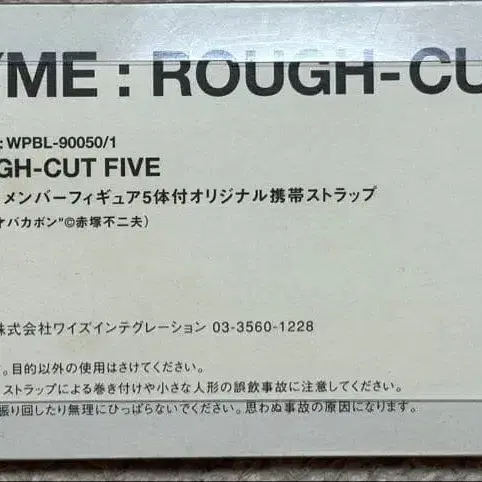 YME : ROUGH-CU
: WPBL-90050/1
GH-CUT FIVE
メンバーフィギュア5体付オリジナル携帯ストラップ
オバカボン"©赤塚不二夫）
株式会社ワイズインテグレーション 03-3560-1228
。目的以外の使用はさけてください。
ストラップによる巻き付けや小さな人形の誤飲事故に注意してください。
振り回したり無理にひっぱらないでください。思わぬ事故の原因になります。